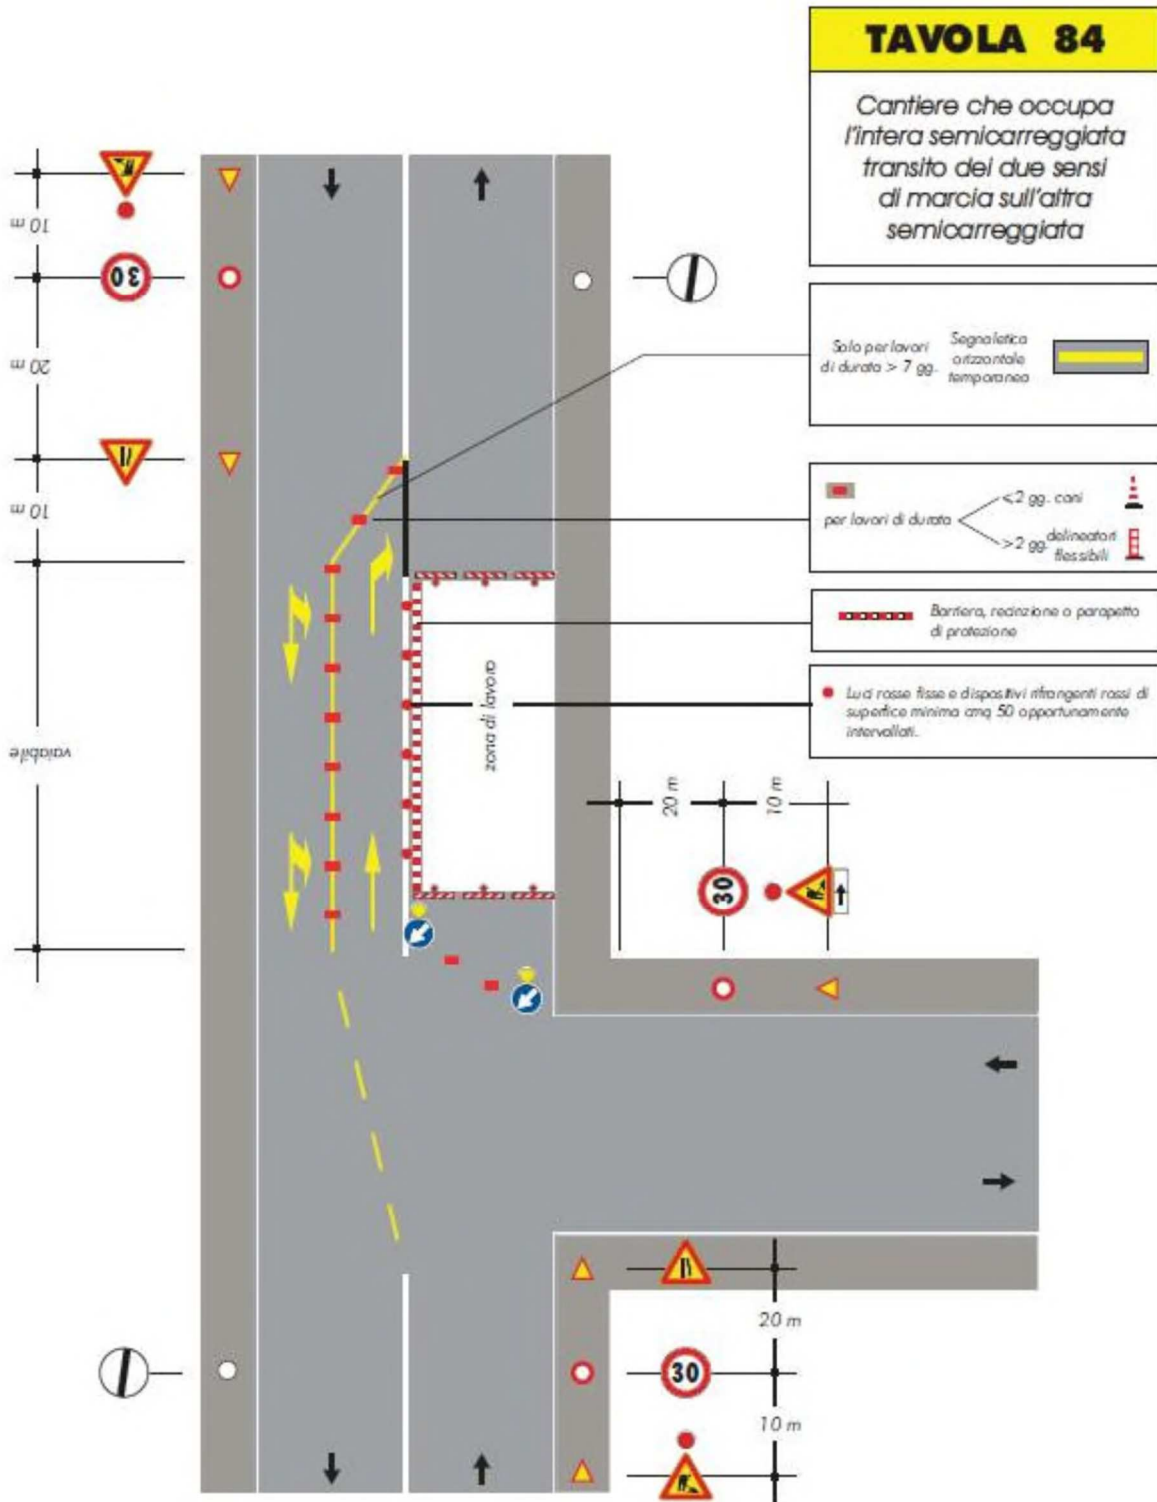 TAVOLA 84
Cantiere che occupa
l'intera semicarreggiata
transito dei due sensi
di marcia sull'altra
semicarreggiata
Solo per lavori
di durata > 7 gg.
Segnaletica
orizzontale
temporanea
per lavori di durata
<2 gg. coni
>2 gg. delineatori
flessibili
Barriera, recinzione o parapetto
di protezione
Luci rosse fisse e dispositivi rifrangenti rossi di
superfice minima cmq 50 opportunamente
intervallati.
10 m
30
20 m
10 m
vaiabile
zona di lavoro
20 m
10 m
30
20 m
30
10 m